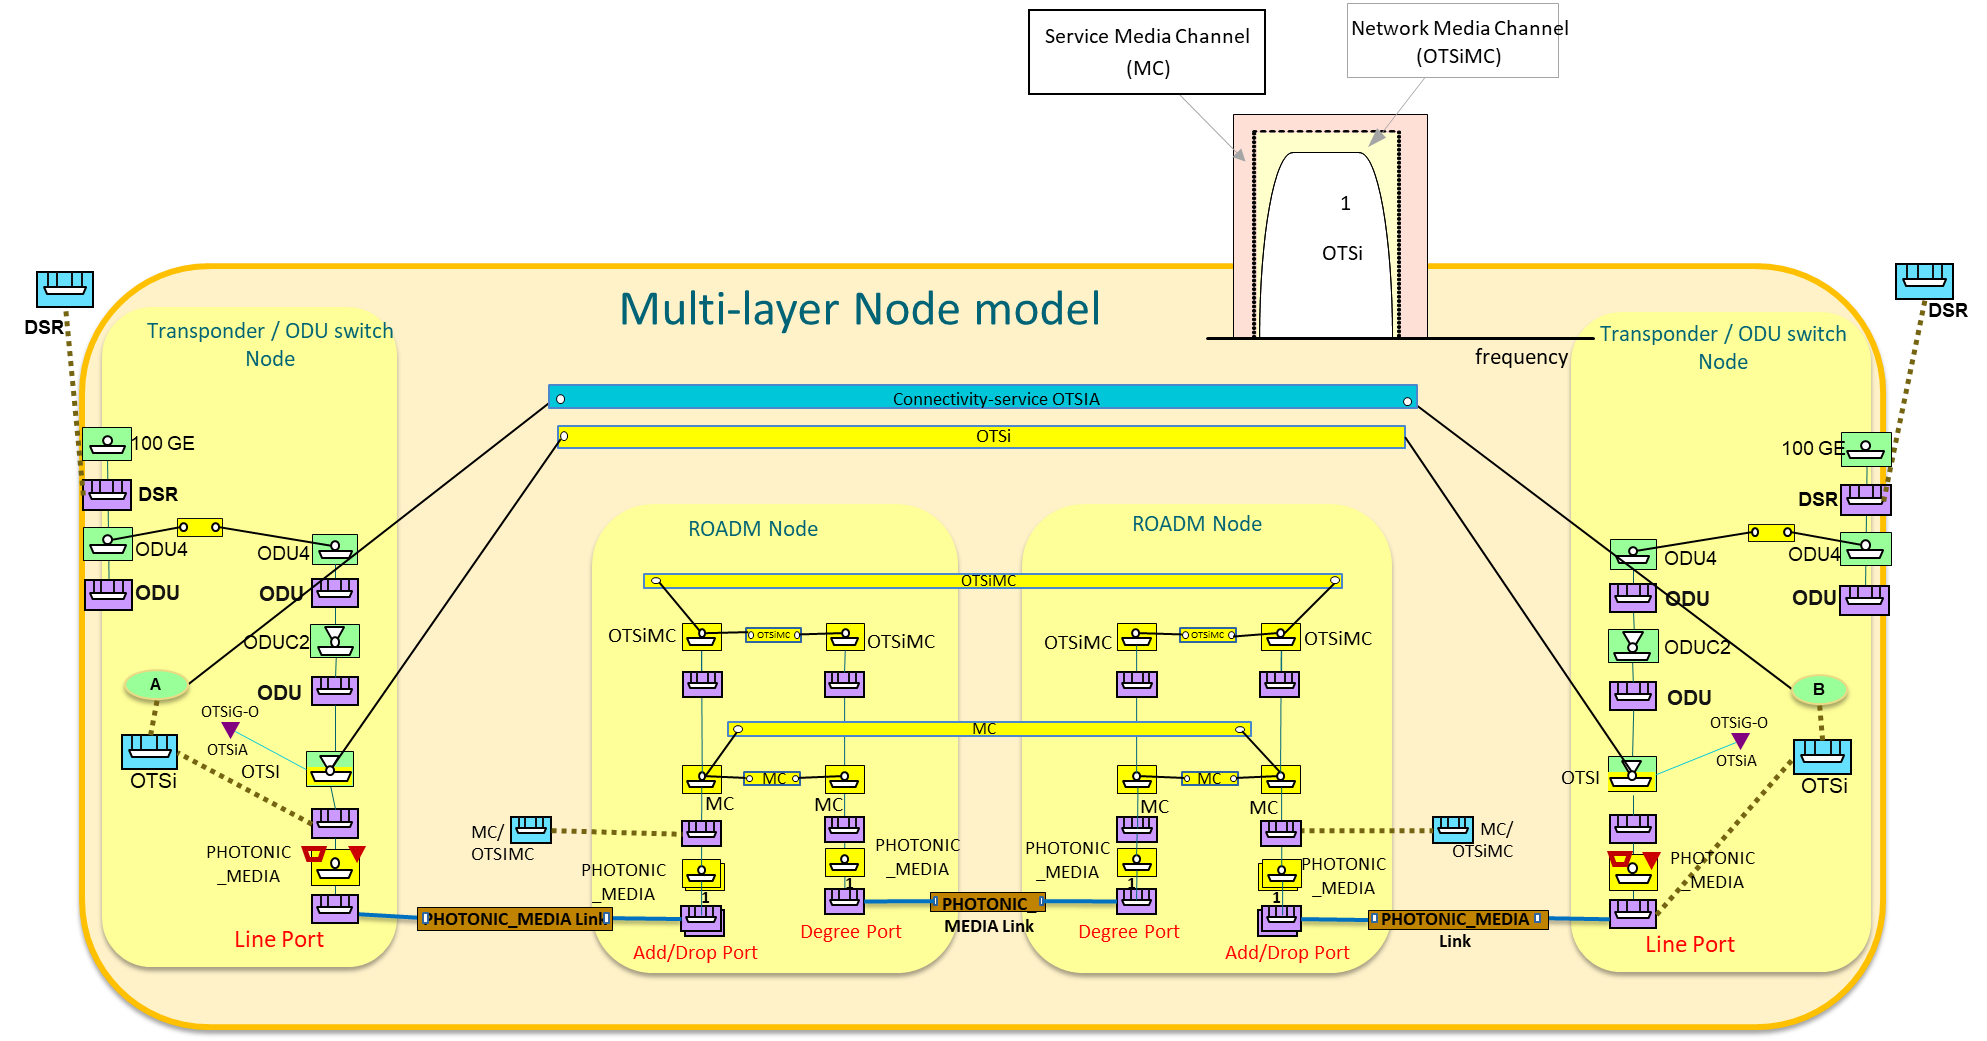 Service Media Channel
(MC)
Network Media Channel
(OTSiMC)
1
OTSi
frequency
Multi-layer Node model
DSR
DSR
Transponder / ODU switch
Node
Transponder / ODU switch
Node
Connectivity-service OTSIA
OTSi
100 GE
DSR
ODU4
ODU
ODU4
ODU
ODUC2
ODU
A
OTSiG-O
OTSiA
OTSi
OTSI
PHOTONIC
_MEDIA
Line Port
PHOTONIC_MEDIA Link
ROADM Node
ROADM Node
OTSiMC
OTSiMC
OTSiMC
OTSiMC
OTSiMC
OTSiMC
OTSiMC
MC
MC
MC
MC
MC
MC
MC
MC/
OTSIMC
PHOTONIC
_MEDIA
1
Add/Drop Port
PHOTONIC
_MEDIA
1
Degree Port
PHOTONIC_
MEDIA Link
PHOTONIC
_MEDIA
1
Degree Port
PHOTONIC
_MEDIA
1
Add/Drop Port
MC/
OTSiMC
PHOTONIC_MEDIA
Link
100 GE
DSR
ODU4
ODU
ODU4
ODU
ODUC2
ODU
B
OTSiG-O
OTSiA
OTSi
OTSI
PHOTONIC
_MEDIA
Line Port